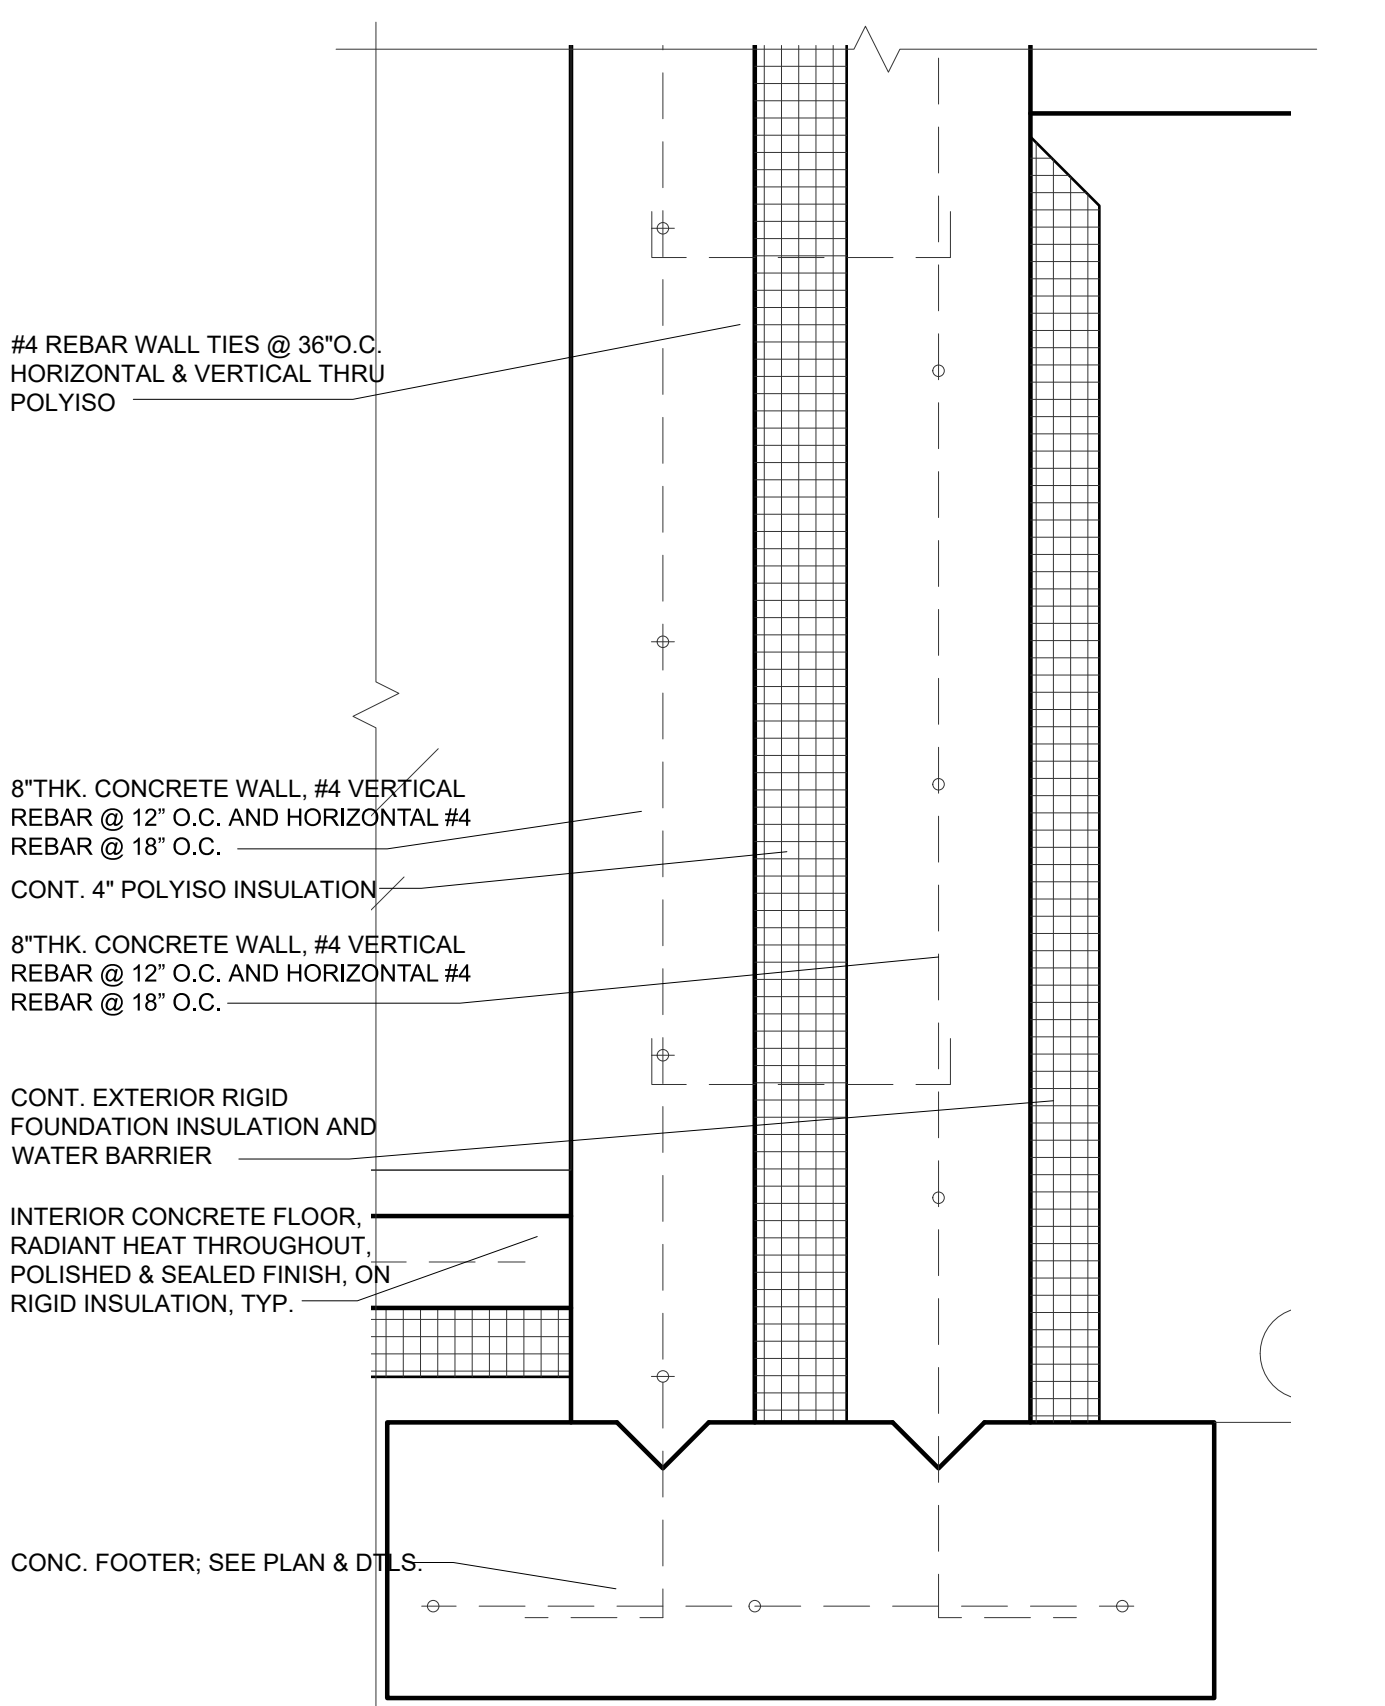 #4 REBAR WALL TIES @ 36"O.C.
HORIZONTAL & VERTICAL THRU
POLYISO
8"THK. CONCRETE WALL, #4 VERTICAL
REBAR @ 12” O.C. AND HORIZONTAL #4
REBAR @ 18” O.C.
CONT. 4" POLYISO INSULATION
8"THK. CONCRETE WALL, #4 VERTICAL
REBAR @ 12” O.C. AND HORIZONTAL #4
REBAR @ 18” O.C.
CONT. EXTERIOR RIGID
FOUNDATION INSULATION AND
WATER BARRIER
INTERIOR CONCRETE FLOOR,
RADIANT HEAT THROUGHOUT,
POLISHED & SEALED FINISH, ON
RIGID INSULATION, TYP.
CONC. FOOTER; SEE PLAN & DTLS.